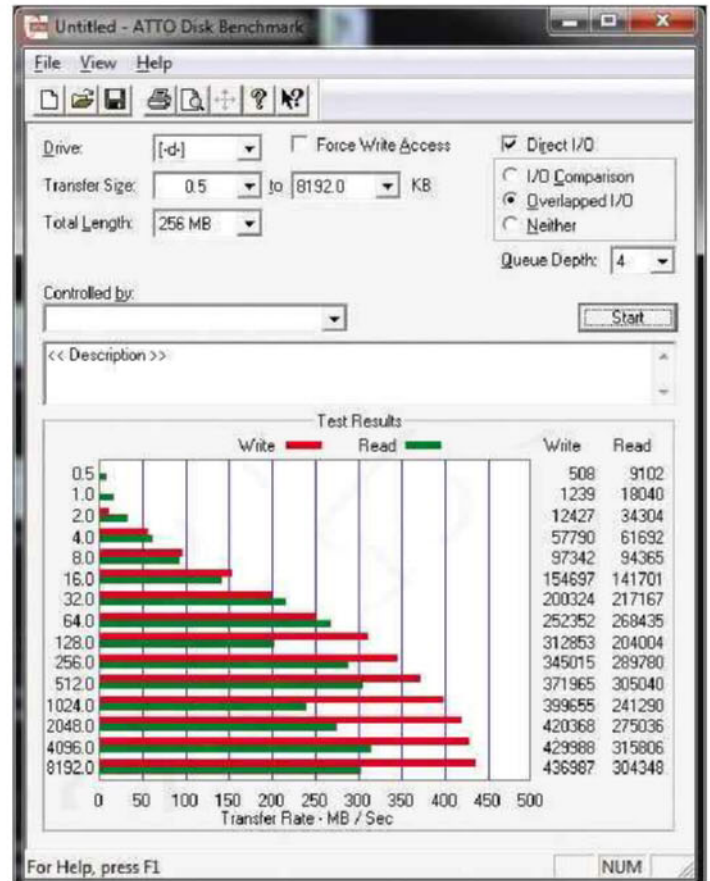 Untitled - ATTO Disk Benchmark
File View Help
Drive: [-d-] Force Write Access Direct I/O
Transfer Size: 0.5 to 8192.0 KB I/O Comparison
Overlapped I/O
Total Length: 256 MB Neither
Queue Depth: 4
Controlled by:
Start
<< Description >>
Test Results
Write Read Write Read
0.5 508 9102
1.0 1239 18040
2.0 12427 34304
4.0 57790 61692
8.0 97342 94365
16.0 154697 141701
32.0 200324 217167
64.0 252352 268435
128.0 312853 204004
256.0 345015 289780
512.0 371965 305040
1024.0 399655 241290
2048.0 420368 275036
4096.0 429988 315806
8192.0 436987 304348
0 50 100 150 200 250 300 350 400 450 500
Transfer Rate - MB / Sec
For Help, press F1 NUM